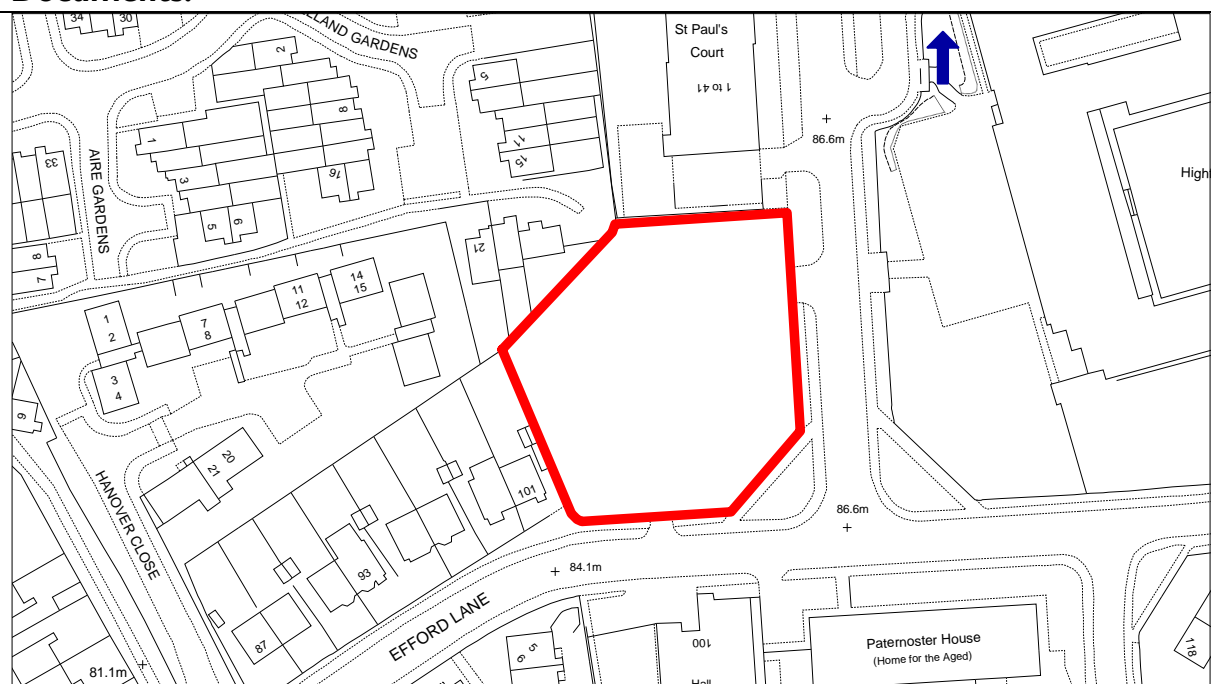 Documents:
34
30
LLAND GARDENS
2
5
St Paul's
Court
1 to 41
86.6m
1
8
11
15
33
AIRE GARDENS
3
16
High
5
6
21
8
7
14
15
11
12
1
2
7
8
3
4
9
20
21
101
HANOVER CLOSE
86.6m
93
84.1m
EFFORD LANE
87
5
6
100
Hall
Paternoster House
(Home for the Aged)
118
81.1m